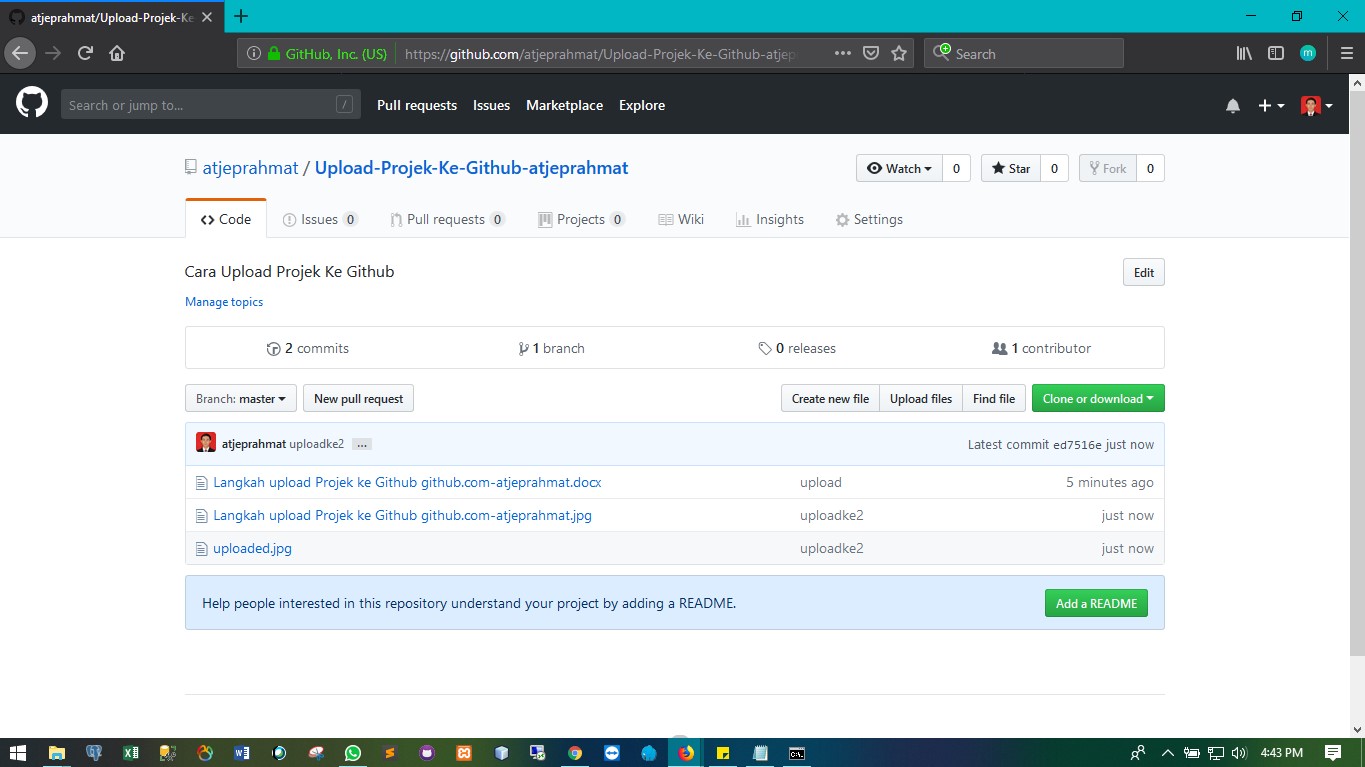 atjeprahmat/Upload-Projek-Ke
GitHub, Inc. (US) https://github.com/atjeprahmat/Upload-Projek-Ke-Github-atjep
Search
m
Search or jump to... /
Pull requests Issues Marketplace Explore
atjeprahmat / Upload-Projek-Ke-Github-atjeprahmat
Watch 0 Star 0 Fork 0
Code Issues 0 Pull requests 0 Projects 0 Wiki Insights Settings
Cara Upload Projek Ke Github
Edit
Manage topics
2 commits 1 branch 0 releases 1 contributor
Branch: master New pull request Create new file Upload files Find file Clone or download
atjeprahmat uploadke2 ... Latest commit ed7516e just now
Langkah upload Projek ke Github github.com-atjeprahmat.docx upload 5 minutes ago
Langkah upload Projek ke Github github.com-atjeprahmat.jpg uploadke2 just now
uploaded.jpg uploadke2 just now
Help people interested in this repository understand your project by adding a README. Add a README
4:43 PM